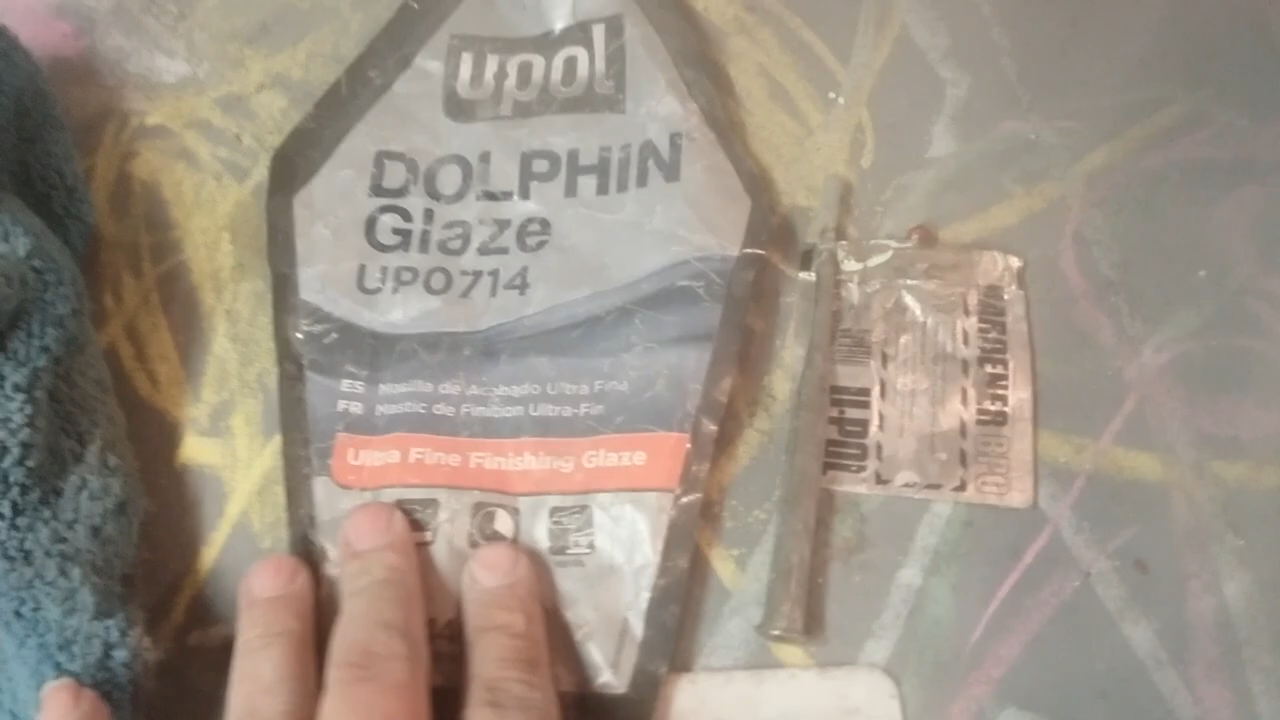 upol
DOLPHIN
Glaze
UP0714
ES Masilla de Acabado Ultra Fina
FR Mastic de Finition Ultra-Fin
Ultra Fine Finishing Glaze
HARDENER BPO
U-POL